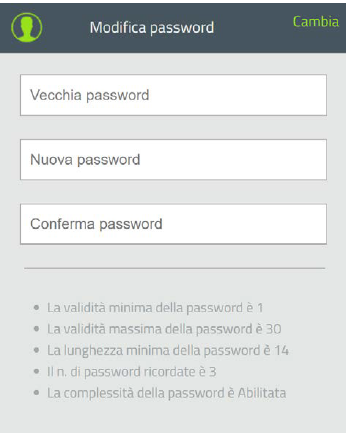 Modifica password
Cambia
Vecchia password
Nuova password
Conferma password
La validità minima della password è 1
La validità massima della password è 30
La lunghezza minima della password è 14
Il n. di password ricordate è 3
La complessità della password è Abilitata